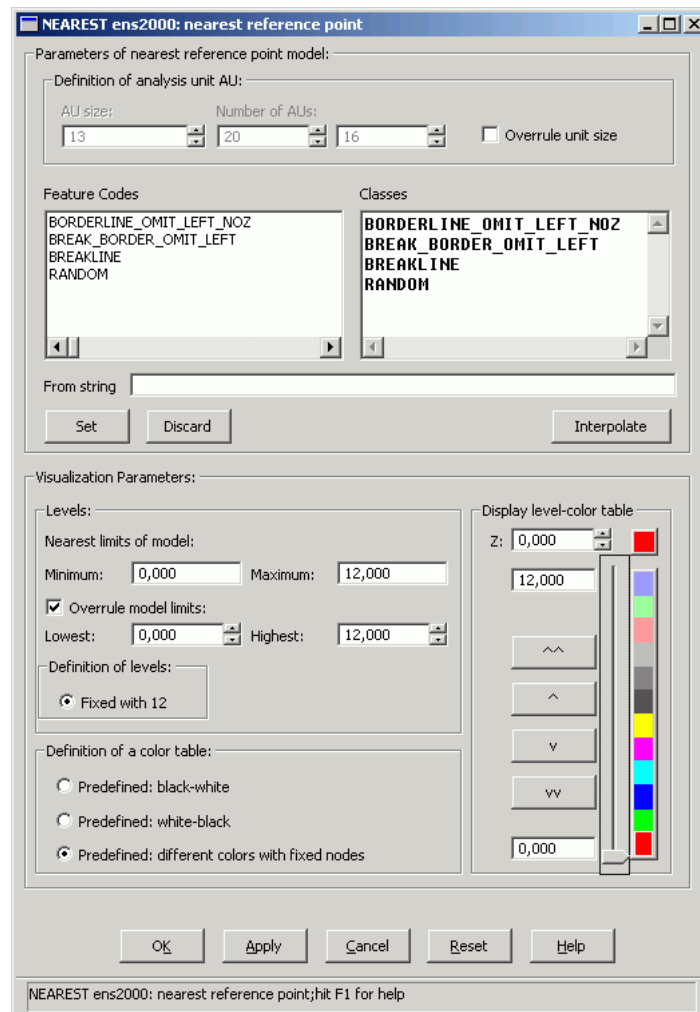 NEAREST ens2000: nearest reference point
Parameters of nearest reference point model:
Definition of analysis unit AU:
AU size: Number of AUs:
13 20 16 Overrule unit size
Feature Codes
BORDERLINE_OMIT_LEFT_NOZ
BREAK_BORDER_OMIT_LEFT
BREAKLINE
RANDOM
Classes
BORDERLINE_OMIT_LEFT_NOZ
BREAK_BORDER_OMIT_LEFT
BREAKLINE
RANDOM
From string
Set Discard Interpolate
Visualization Parameters:
Levels:
Nearest limits of model:
Minimum: 0,000 Maximum: 12,000
Overrule model limits:
Lowest: 0,000 Highest: 12,000
Definition of levels:
Fixed with 12
Definition of a color table:
Predefined: black-white
Predefined: white-black
Predefined: different colors with fixed nodes
Display level-color table
Z: 0,000
12,000
^^
^
v
vv
0,000
OK Apply Cancel Reset Help
NEAREST ens2000: nearest reference point;hit F1 for help